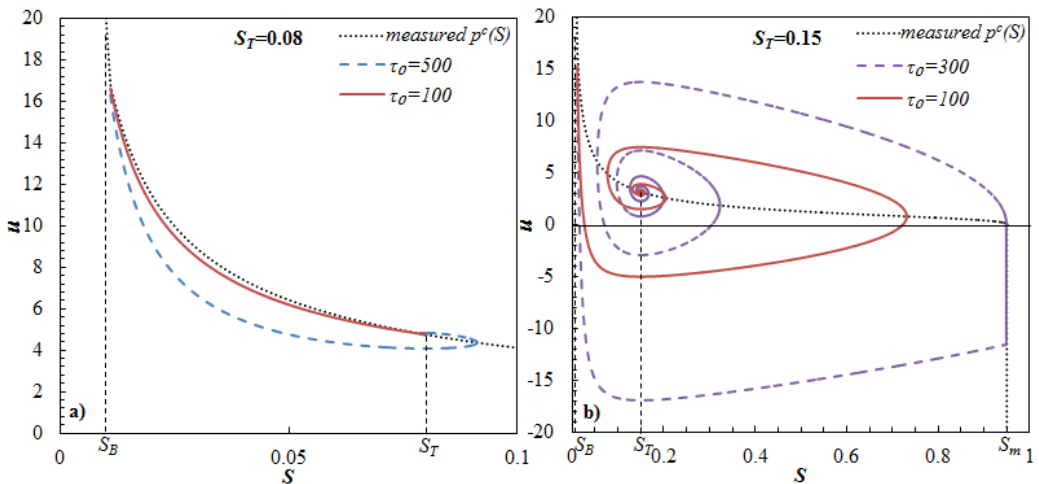 20
18
16
14
12
10
8
6
4
2
0
u
S_T=0.08
measured p^c(S)
τ_o=500
τ_o=100
a)
S_B
S_T
0
0.05
0.1
S
20
15
10
5
0
-5
-10
-15
-20
u
S_T=0.15
measured p^c(S)
τ_o=300
τ_o=100
b)
S_B
S_T
S_m
0
0.2
0.4
0.6
0.8
1
S